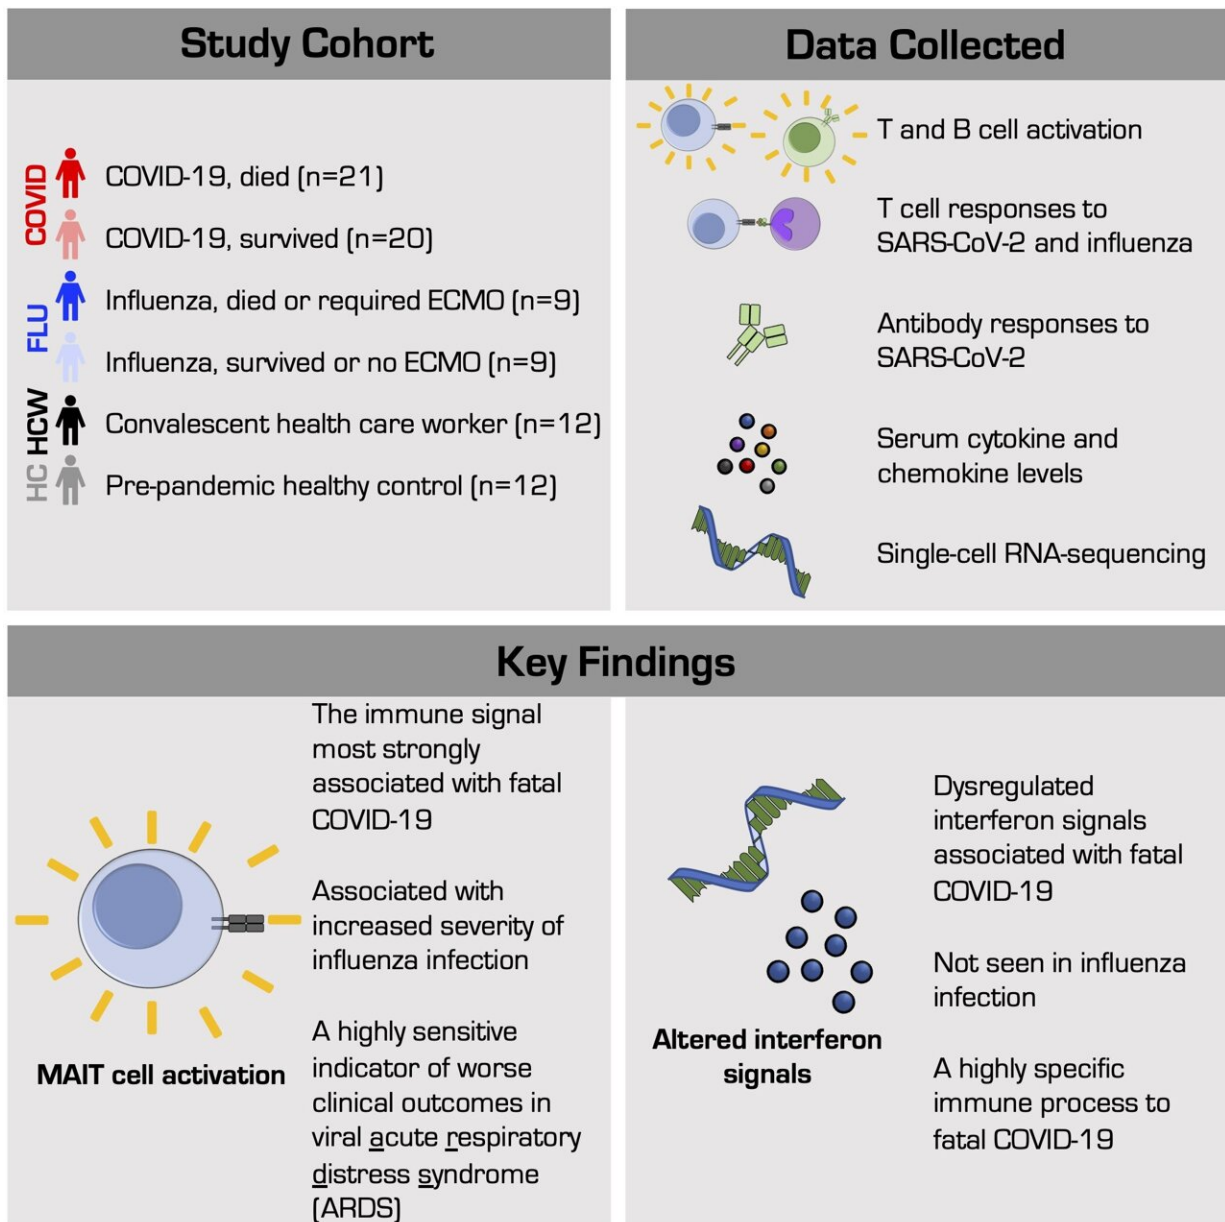 Study Cohort
COVID
COVID-19, died (n=21)
COVID-19, survived (n=20)
FLU
Influenza, died or required ECMO (n=9)
Influenza, survived or no ECMO (n=9)
HCW
Convalescent health care worker (n=12)
HC
Pre-pandemic healthy control (n=12)
Data Collected
T and B cell activation
T cell responses to
SARS-CoV-2 and influenza
Antibody responses to
SARS-CoV-2
Serum cytokine and
chemokine levels
Single-cell RNA-sequencing
Key Findings
MAIT cell activation
The immune signal
most strongly
associated with fatal
COVID-19
Associated with
increased severity of
influenza infection
A highly sensitive
indicator of worse
clinical outcomes in
viral acute respiratory
distress syndrome
(ARDS)
Altered interferon
signals
Dysregulated
interferon signals
associated with fatal
COVID-19
Not seen in influenza
infection
A highly specific
immune process to
fatal COVID-19